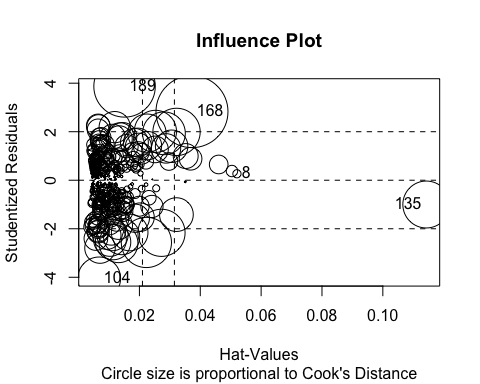 Influence Plot
Studentized Residuals
4
2
0
-2
-4
189
168
8
135
104
0.02 0.04 0.06 0.08 0.10
Hat-Values
Circle size is proportional to Cook's Distance